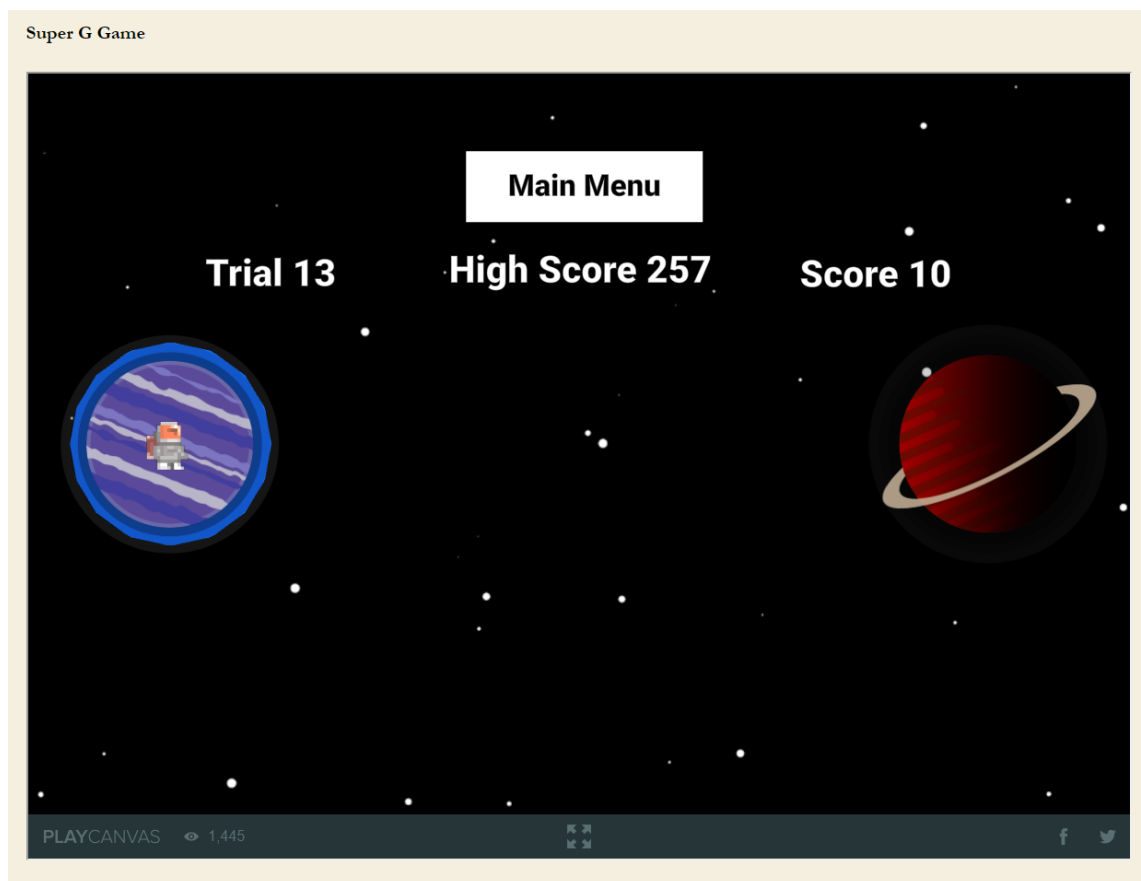 Super G Game
Main Menu
Trial 13
High Score 257
Score 10
PLAYCANVAS
1,445